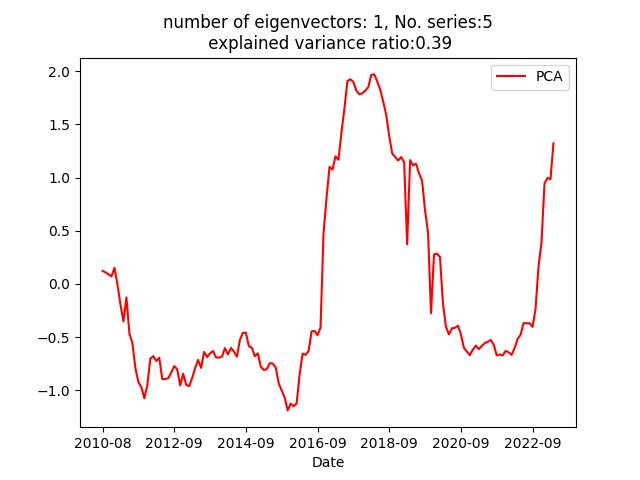 number of eigenvectors: 1, No. series:5
explained variance ratio:0.39
PCA
2.0
1.5
1.0
0.5
0.0
−0.5
−1.0
2010-08 2012-09 2014-09 2016-09 2018-09 2020-09 2022-09
Date